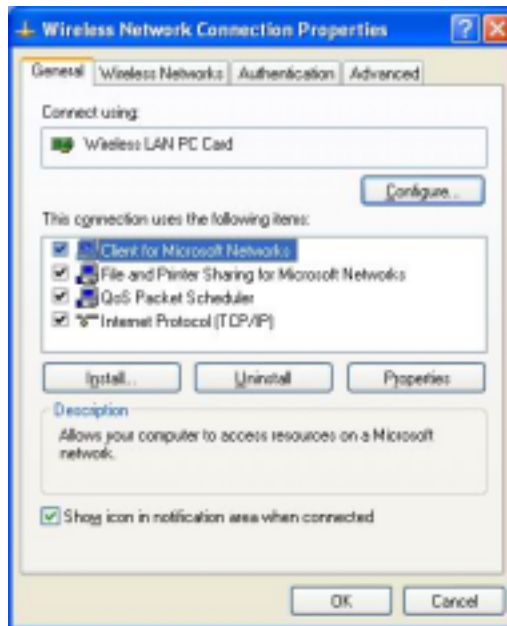 Wireless Network Connection Properties
General Wireless Networks Authentication Advanced
Connect using:
Wireless LAN PC Card
Configure...
This connection uses the following items:
Client for Microsoft Networks
File and Printer Sharing for Microsoft Networks
QoS Packet Scheduler
Internet Protocol (TCP/IP)
Install... Uninstall Properties
Description
Allows your computer to access resources on a Microsoft
network.
Show icon in notification area when connected
OK Cancel